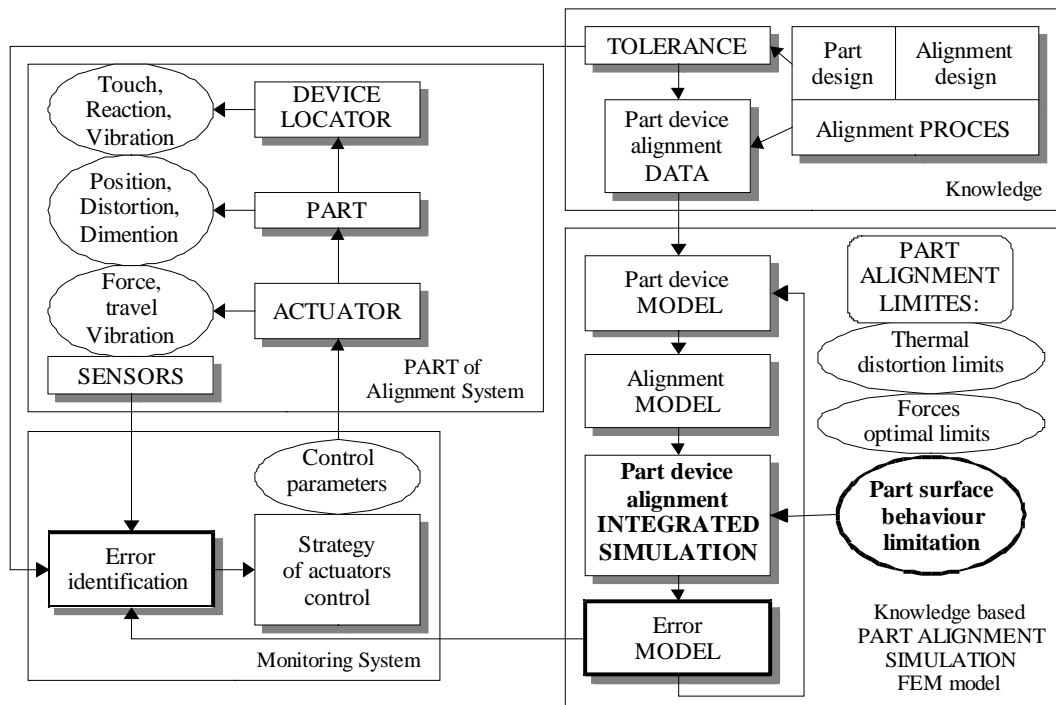 TOLERANCE
Part
design
Alignment
design
Alignment PROCES
Part device
alignment
DATA
Knowledge
Touch,
Reaction,
Vibration
DEVICE
LOCATOR
Position,
Distortion,
Dimention
PART
Force,
travel
Vibration
ACTUATOR
SENSORS
PART of
Alignment System
Control
parameters
Error
identification
Strategy
of actuators
control
Monitoring System
Part device
MODEL
Alignment
MODEL
Part device
alignment
INTEGRATED
SIMULATION
Error
MODEL
PART
ALIGNMENT
LIMITES:
Thermal
distortion limits
Forces
optimal limits
Part surface
behaviour
limitation
Knowledge based
PART ALIGNMENT
SIMULATION
FEM model